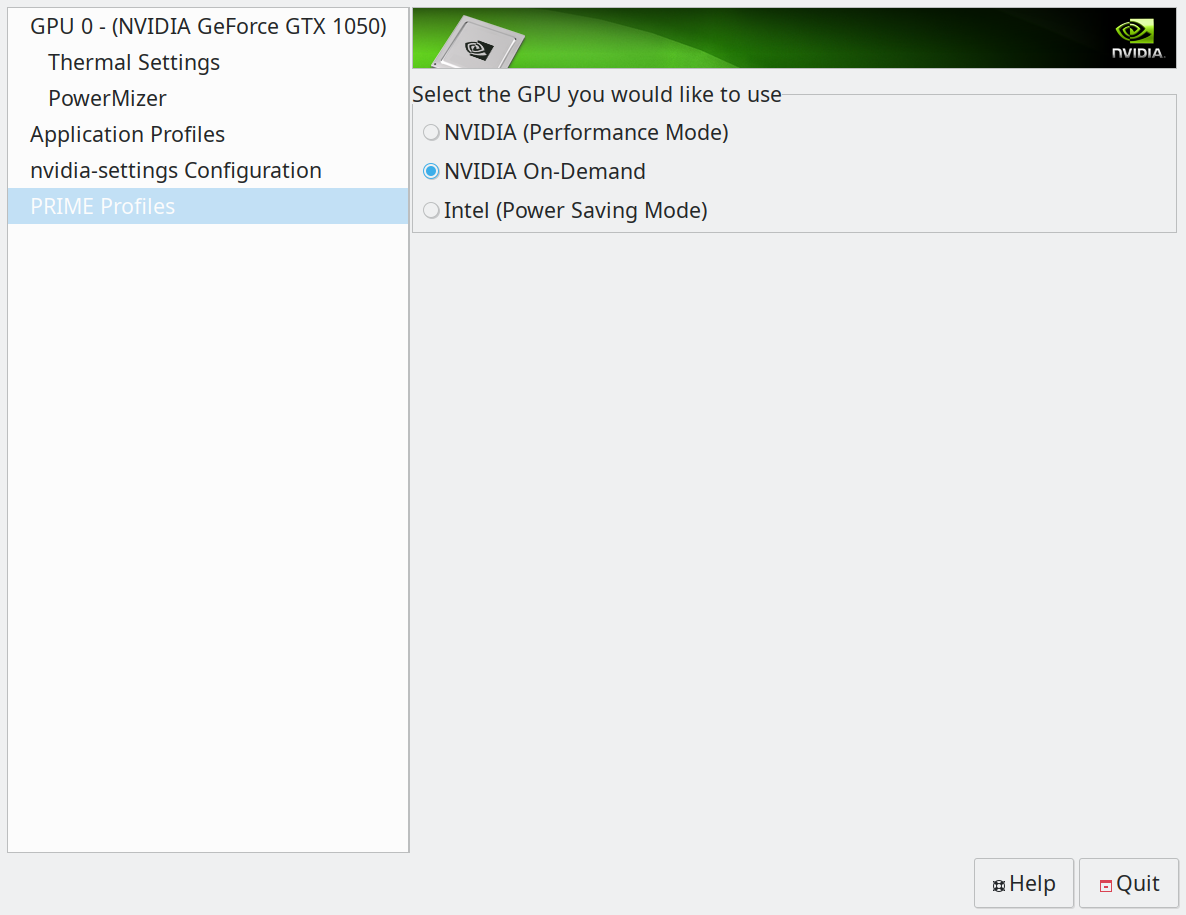 GPU 0 - (NVIDIA GeForce GTX 1050)
Thermal Settings
PowerMizer
Application Profiles
nvidia-settings Configuration
PRIME Profiles
NVIDIA.
Select the GPU you would like to use
NVIDIA (Performance Mode)
NVIDIA On-Demand
Intel (Power Saving Mode)
Help
Quit